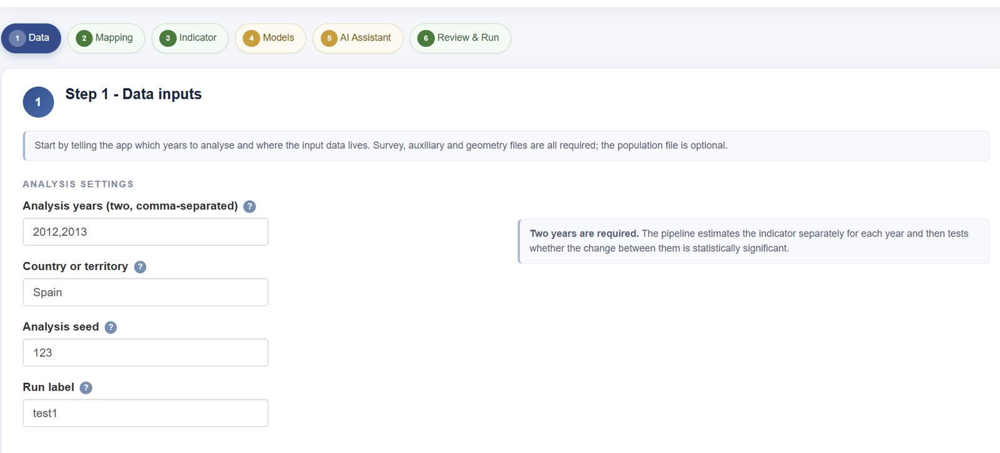 1 Data 2 Mapping 3 Indicator 4 Models 5 AI Assistant 6 Review & Run
1 Step 1 - Data inputs
Start by telling the app which years to analyse and where the input data lives. Survey, auxiliary and geometry files are all required; the population file is optional.
ANALYSIS SETTINGS
Analysis years (two, comma-separated) ?
2012,2013
Two years are required. The pipeline estimates the indicator separately for each year and then tests
whether the change between them is statistically significant.
Country or territory ?
Spain
Analysis seed ?
123
Run label ?
test1